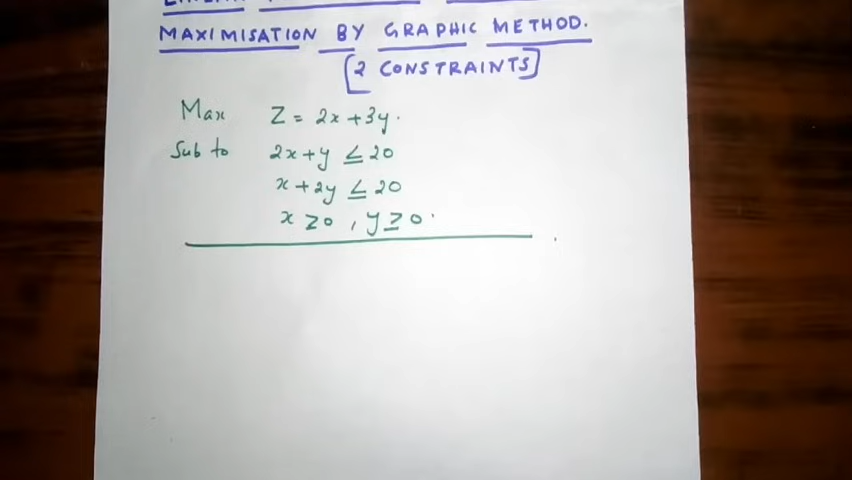 MAXIMISATION BY GRAPHIC METHOD.
[2 CONSTRAINTS]
Max Z = 2x + 3y.
Sub to 2x + y ≤ 20
x + 2y ≤ 20
x ≥ 0 , y ≥ 0.